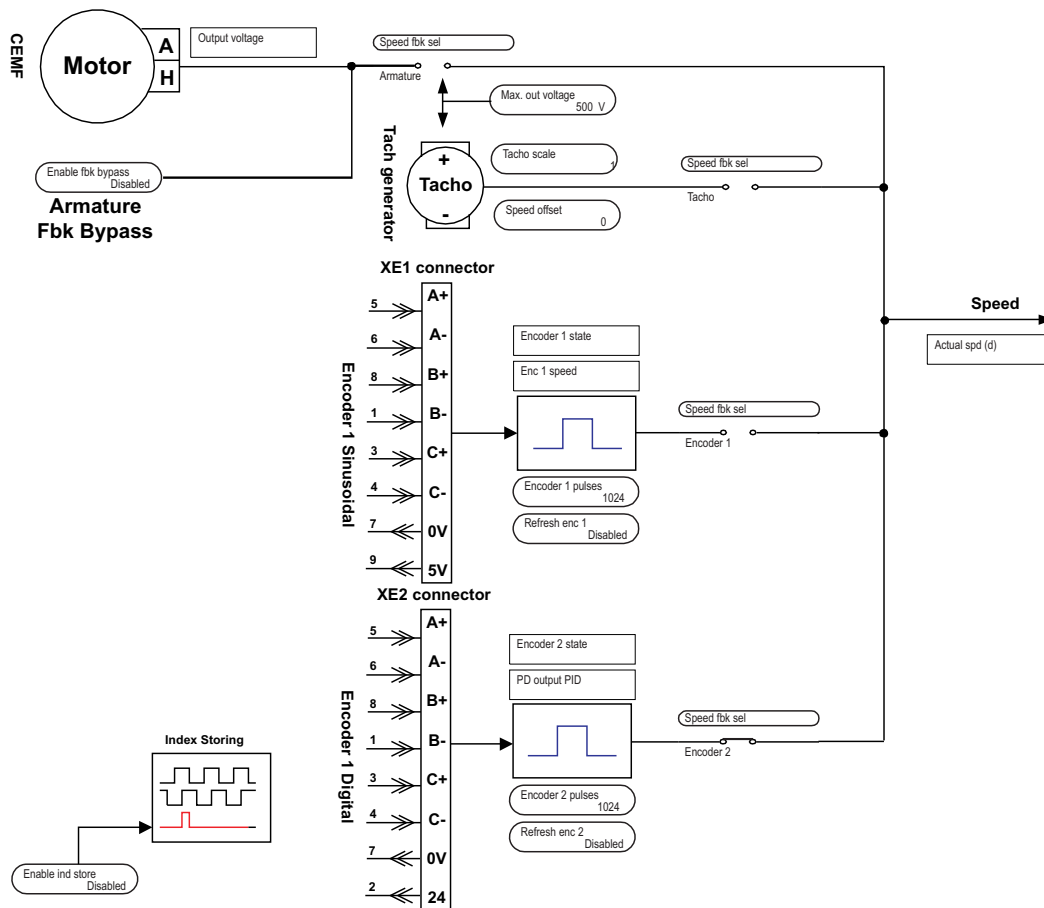 CEMF
Motor
A
H
Output voltage
Speed fbk sel
Armature
Max. out voltage
500 V
Enable fbk bypass
Disabled
Armature
Fbk Bypass
Tach generator
+
Tacho
-
Tacho scale
1
Speed offset
0
Speed fbk sel
Tacho
XE1 connector
Encoder 1 Sinusoidal
5 A+
6 A-
8 B+
1 B-
3 C+
4 C-
7 0V
9 5V
Encoder 1 state
Enc 1 speed
Encoder 1 pulses
1024
Refresh enc 1
Disabled
Speed fbk sel
Encoder 1
Speed
Actual spd (d)
XE2 connector
Encoder 1 Digital
5 A+
6 A-
8 B+
1 B-
3 C+
4 C-
7 0V
2 24
Encoder 2 state
PD output PID
Encoder 2 pulses
1024
Refresh enc 2
Disabled
Speed fbk sel
Encoder 2
Index Storing
Enable ind store
Disabled